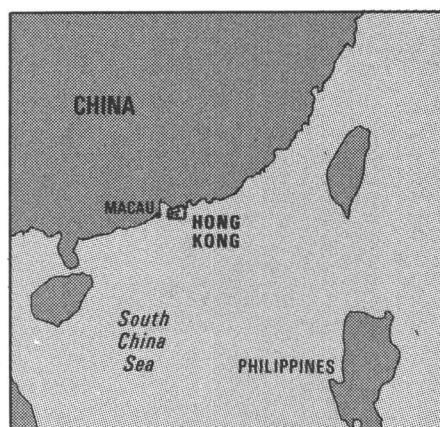 CHINA
MACAU
HONG
KONG
South
China
Sea
PHILIPPINES